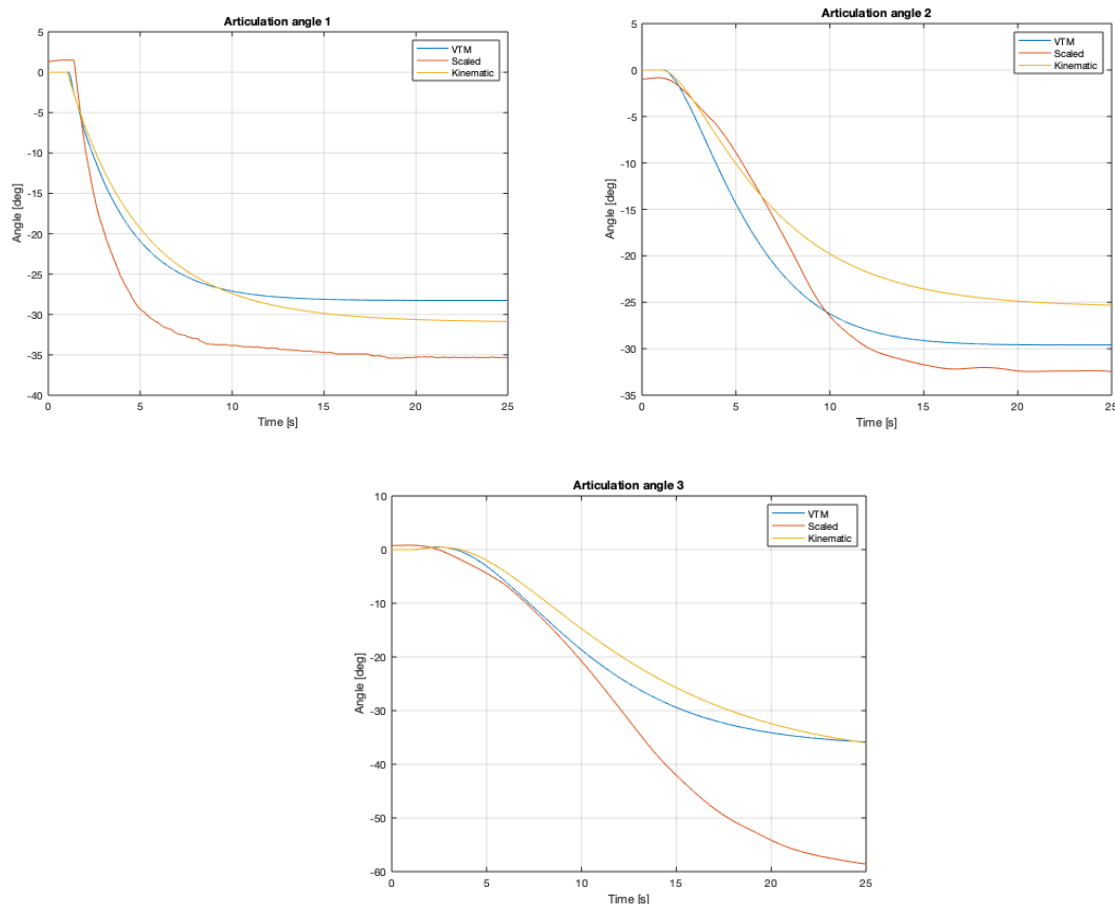 Articulation angle 1
5
0
-5
-10
-15
-20
-25
-30
-35
-40
Angle [deg]
0 5 10 15 20 25
Time [s]
VTM
Scaled
Kinematic
Articulation angle 2
5
0
-5
-10
-15
-20
-25
-30
-35
Angle [deg]
0 5 10 15 20 25
Time [s]
VTM
Scaled
Kinematic
Articulation angle 3
10
0
-10
-20
-30
-40
-50
-60
Angle [deg]
0 5 10 15 20 25
Time [s]
VTM
Scaled
Kinematic